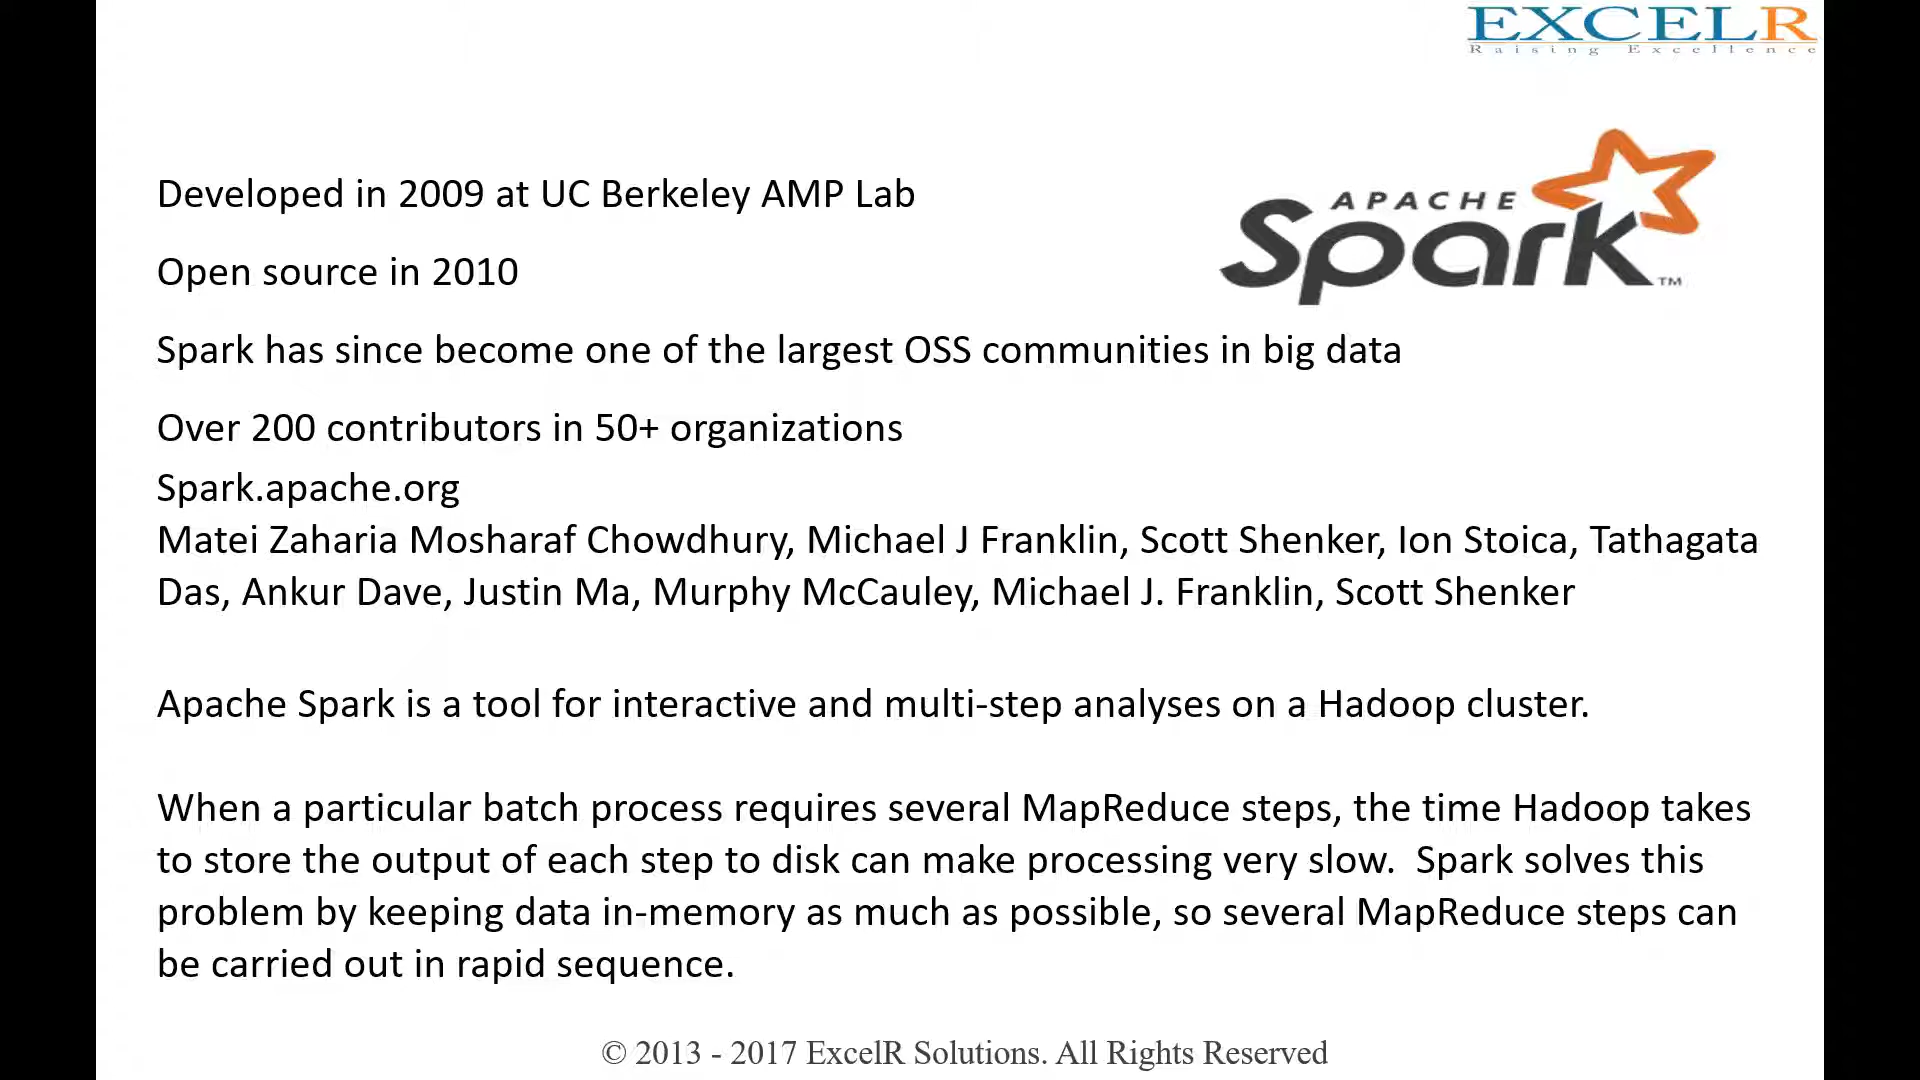 EXCELR
Raising Excellence
APACHE
Spark™
Developed in 2009 at UC Berkeley AMP Lab
Open source in 2010
Spark has since become one of the largest OSS communities in big data
Over 200 contributors in 50+ organizations
Spark.apache.org
Matei Zaharia Mosharaf Chowdhury, Michael J Franklin, Scott Shenker, Ion Stoica, Tathagata
Das, Ankur Dave, Justin Ma, Murphy McCauley, Michael J. Franklin, Scott Shenker
Apache Spark is a tool for interactive and multi-step analyses on a Hadoop cluster.
When a particular batch process requires several MapReduce steps, the time Hadoop takes
to store the output of each step to disk can make processing very slow.  Spark solves this
problem by keeping data in-memory as much as possible, so several MapReduce steps can
be carried out in rapid sequence.
© 2013 - 2017 ExcelR Solutions. All Rights Reserved